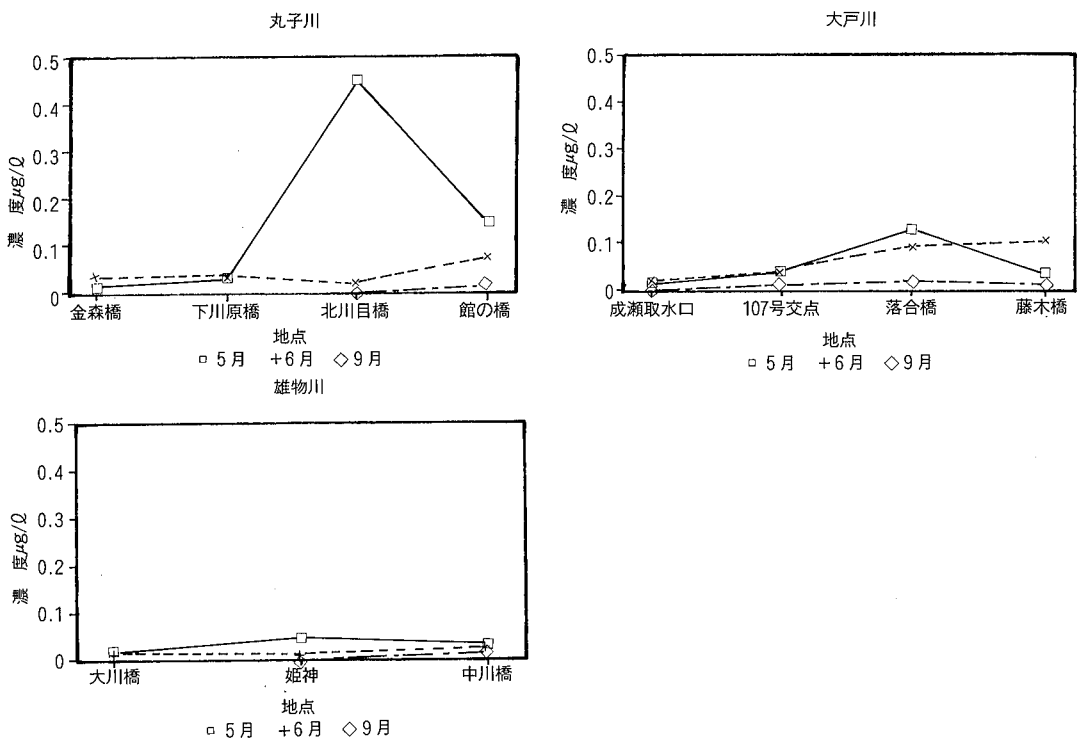 丸子川
0.5
0.4
0.3
0.2
0.1
0
濃度μg/ℓ
金森橋 下川原橋 北川目橋 館の橋
地点
□ 5月 +6月 ◇9月
大戸川
0.5
0.4
0.3
0.2
0.1
0
濃度μg/ℓ
成瀬取水口 107号交点 落合橋 藤木橋
地点
□ 5月 +6月 ◇9月
雄物川
0.5
0.4
0.3
0.2
0.1
0
濃度μg/ℓ
大川橋 姫神 中川橋
地点
□ 5月 +6月 ◇9月